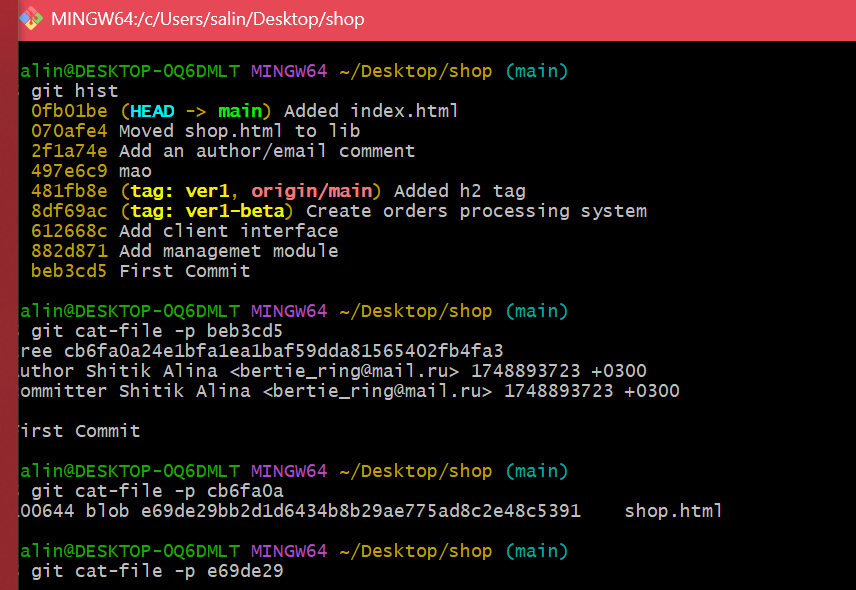 MINGW64:/c/Users/salin/Desktop/shop
alin@DESKTOP-OQ6DMLT MINGW64 ~/Desktop/shop (main)
git hist
0fb01be (HEAD -> main) Added index.html
070afe4 Moved shop.html to lib
2f1a74e Add an author/email comment
497e6c9 mao
481fb8e (tag: ver1, origin/main) Added h2 tag
8df69ac (tag: ver1-beta) Create orders processing system
612668c Add client interface
882d871 Add managemet module
beb3cd5 First Commit
alin@DESKTOP-OQ6DMLT MINGW64 ~/Desktop/shop (main)
git cat-file -p beb3cd5
ree cb6fa0a24e1bfa1ea1baf59dda81565402fb4fa3
uthor Shitik Alina <bertie_ring@mail.ru> 1748893723 +0300
ommitter Shitik Alina <bertie_ring@mail.ru> 1748893723 +0300
irst Commit
alin@DESKTOP-OQ6DMLT MINGW64 ~/Desktop/shop (main)
git cat-file -p cb6fa0a
00644 blob e69de29bb2d1d6434b8b29ae775ad8c2e48c5391    shop.html
alin@DESKTOP-OQ6DMLT MINGW64 ~/Desktop/shop (main)
git cat-file -p e69de29